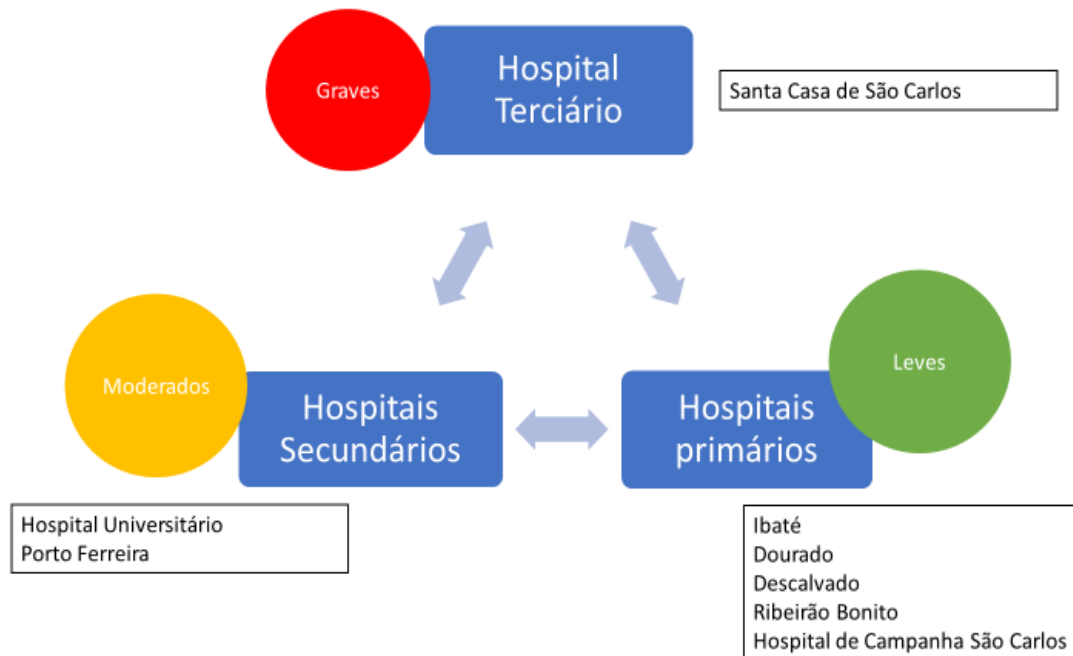 Graves
Hospital
Terciário
Santa Casa de São Carlos
Moderados
Hospitais
Secundários
Hospitais
primários
Leves
Hospital Universitário
Porto Ferreira
Ibaté
Dourado
Descalvado
Ribeirão Bonito
Hospital de Campanha São Carlos